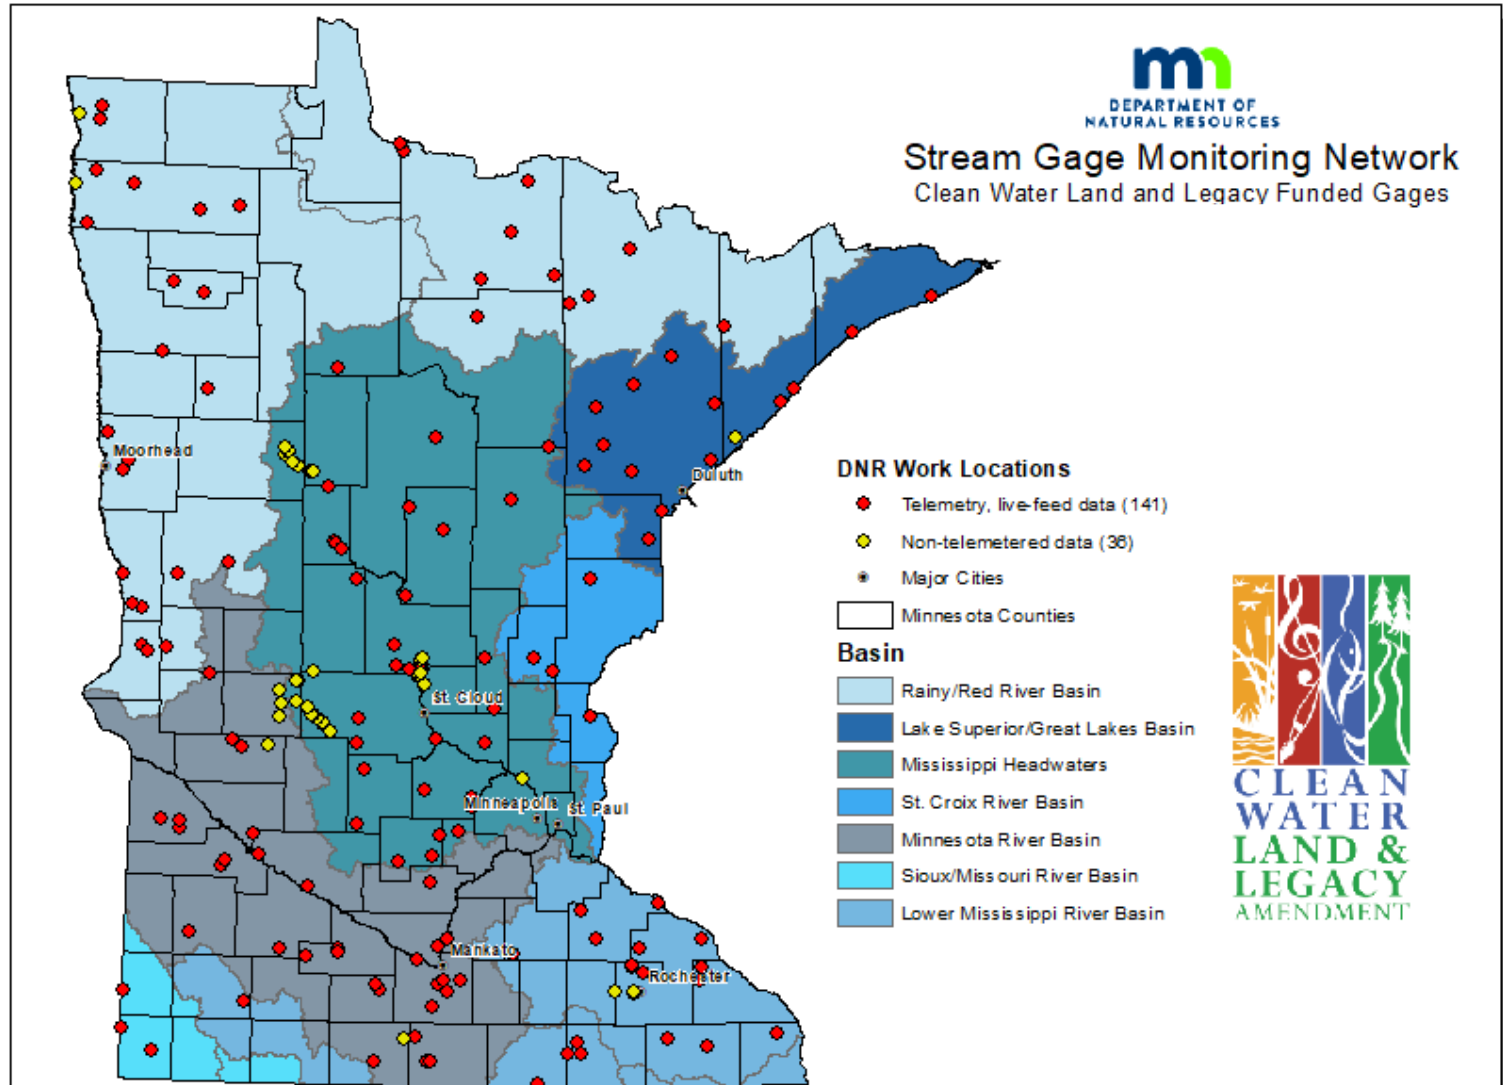 mn
DEPARTMENT OF
NATURAL RESOURCES
Stream Gage Monitoring Network
Clean Water Land and Legacy Funded Gages
Moorhead
Duluth
St. Cloud
Minneapolis
St. Paul
Mankato
Rochester
DNR Work Locations
Telemetry, live-feed data (141)
Non-telemetered data (36)
Major Cities
Minnesota Counties
Basin
Rainy/Red River Basin
Lake Superior/Great Lakes Basin
Mississippi Headwaters
St. Croix River Basin
Minnesota River Basin
Sioux/Missouri River Basin
Lower Mississippi River Basin
CLEAN
WATER
LAND &
LEGACY
AMENDMENT